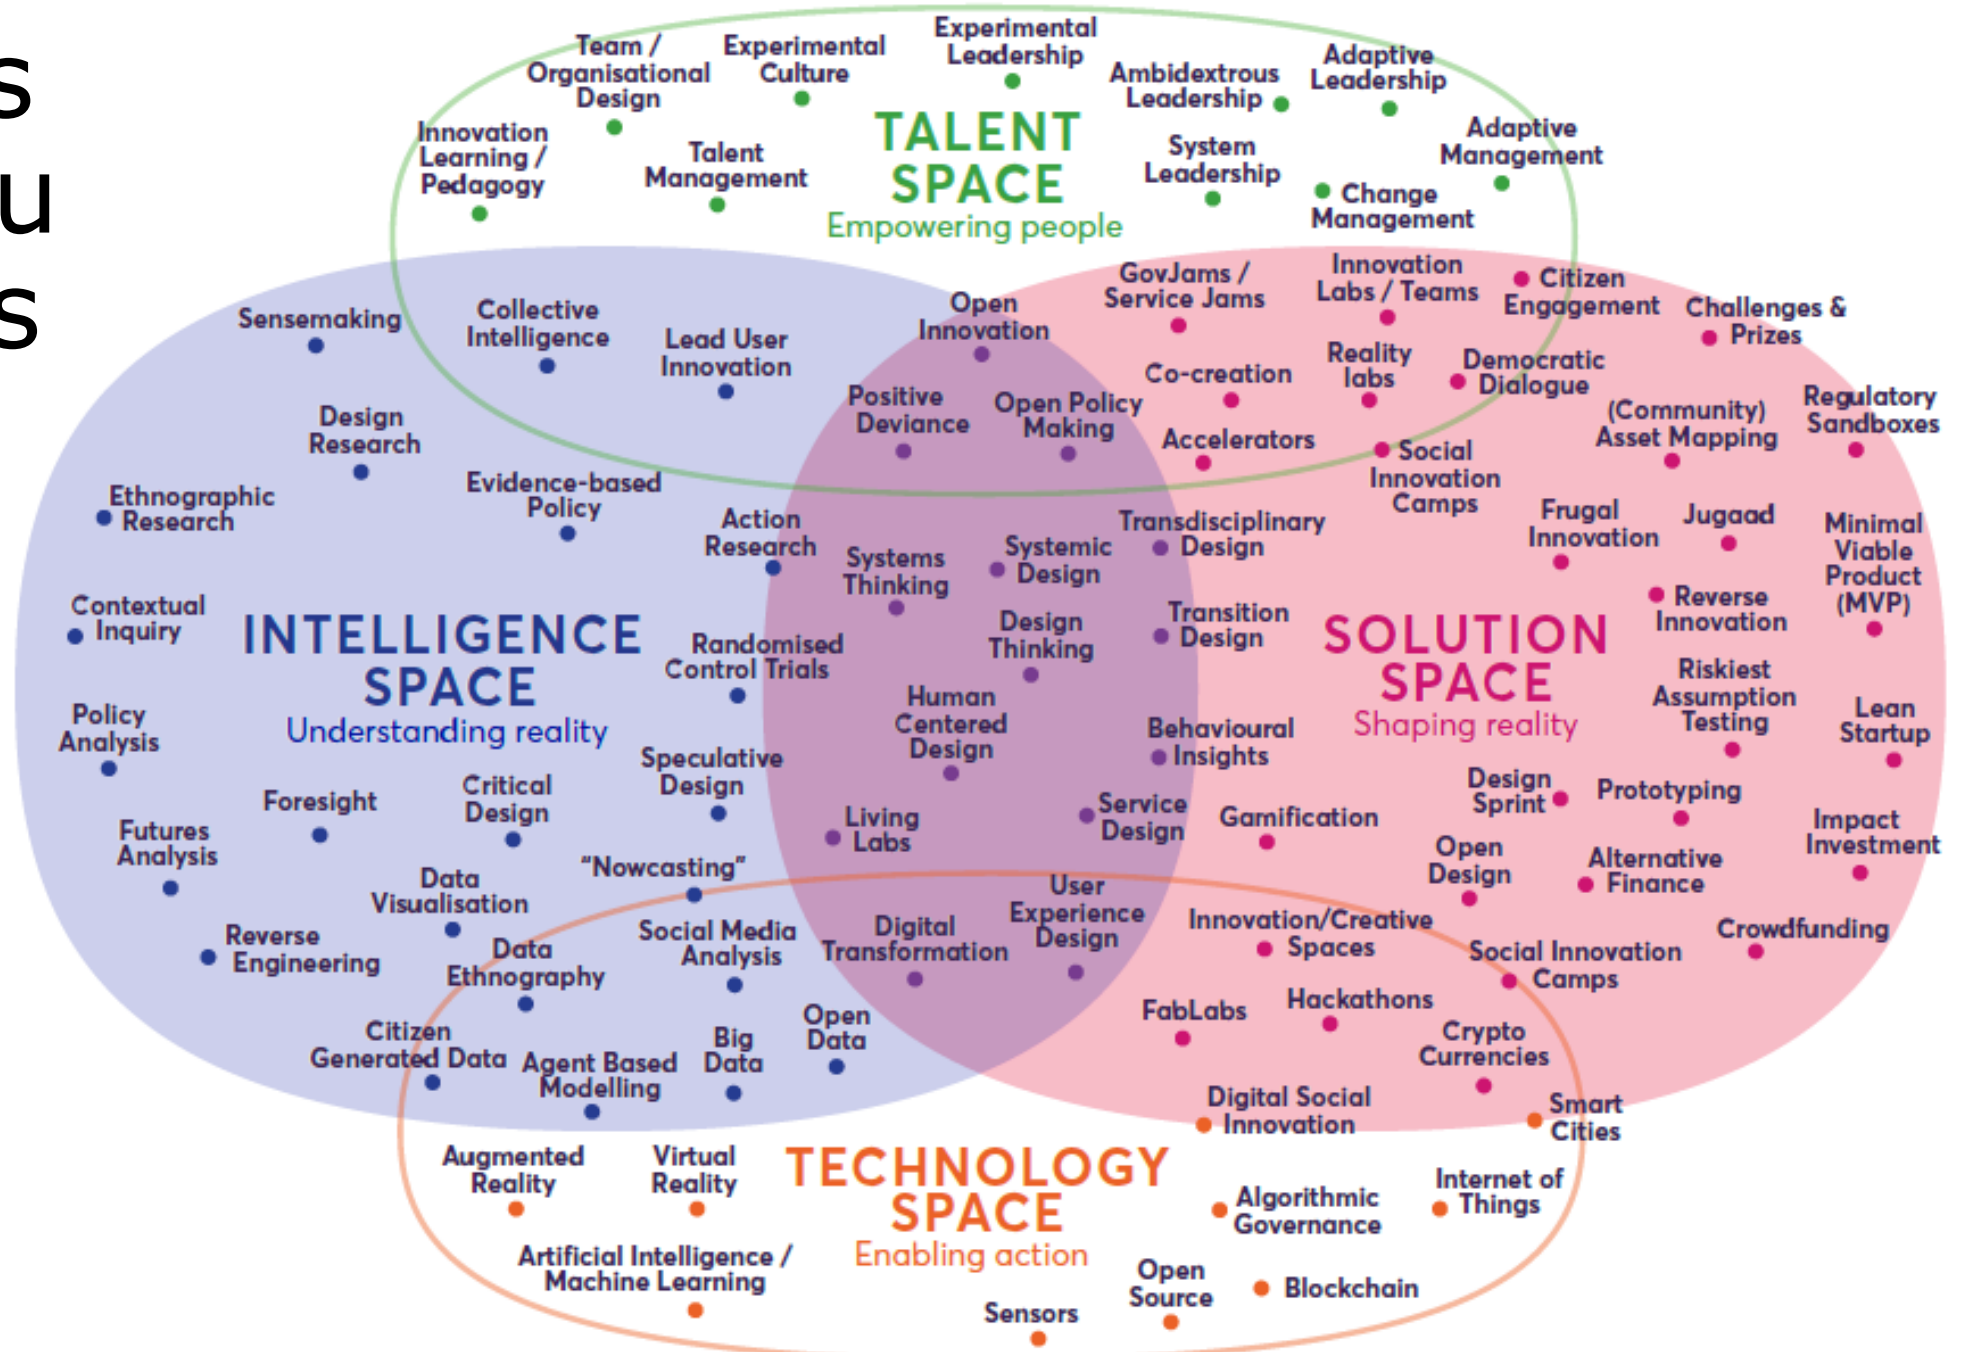 s
u
s
Team /
Organisational
Design
Experimental
Culture
Experimental
Leadership
Ambidextrous
Leadership
Adaptive
Leadership
Innovation
Learning /
Pedagogy
Talent
Management
TALENT
SPACE
Empowering people
System
Leadership
Adaptive
Management
Change
Management
Sensemaking
Collective
Intelligence
Lead User
Innovation
Open
Innovation
GovJams /
Service Jams
Innovation
Labs / Teams
Citizen
Engagement
Challenges &
Prizes
Design
Research
Positive
Deviance
Open Policy
Making
Co-creation
Reality
labs
Democratic
Dialogue
(Community)
Asset Mapping
Regulatory
Sandboxes
Accelerators
Social
Innovation
Camps
Ethnographic
Research
Evidence-based
Policy
Action
Research
Systems
Thinking
Systemic
Design
Transdisciplinary
Design
Frugal
Innovation
Jugaad
Minimal
Viable
Product
(MVP)
Contextual
Inquiry
INTELLIGENCE
SPACE
Understanding reality
Randomised
Control Trials
Design
Thinking
Transition
Design
SOLUTION
SPACE
Shaping reality
Reverse
Innovation
Riskiest
Assumption
Testing
Lean
Startup
Policy
Analysis
Human
Centered
Design
Behavioural
Insights
Speculative
Design
Foresight
Critical
Design
Living
Labs
Service
Design
Gamification
Design
Sprint
Prototyping
Impact
Investment
Futures
Analysis
"Nowcasting"
Open
Design
Alternative
Finance
Data
Visualisation
User
Experience
Design
Reverse
Engineering
Data
Ethnography
Social Media
Analysis
Digital
Transformation
Innovation/Creative
Spaces
Social Innovation
Camps
Crowdfunding
Citizen
Generated Data
Agent Based
Modelling
Big
Data
Open
Data
FabLabs
Hackathons
Crypto
Currencies
Digital Social
Innovation
Smart
Cities
Augmented
Reality
Virtual
Reality
TECHNOLOGY
SPACE
Enabling action
Algorithmic
Governance
Internet of
Things
Artificial Intelligence /
Machine Learning
Sensors
Open
Source
Blockchain